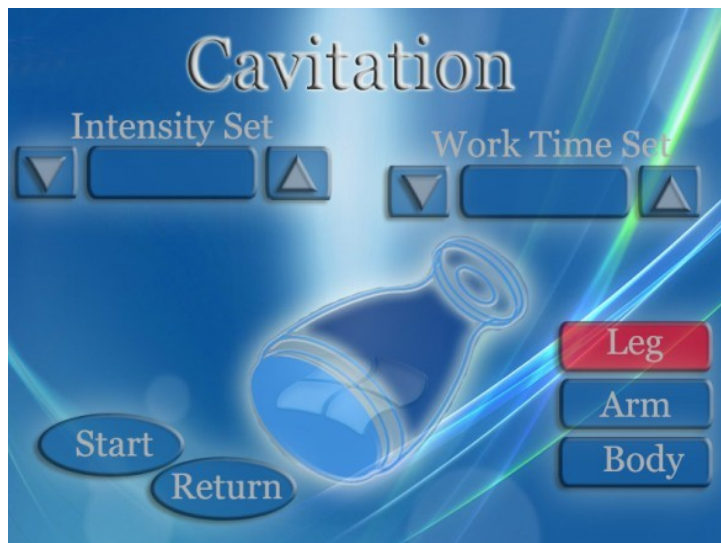 Cavitation
Intensity Set
Work Time Set
Leg
Arm
Body
Start
Return